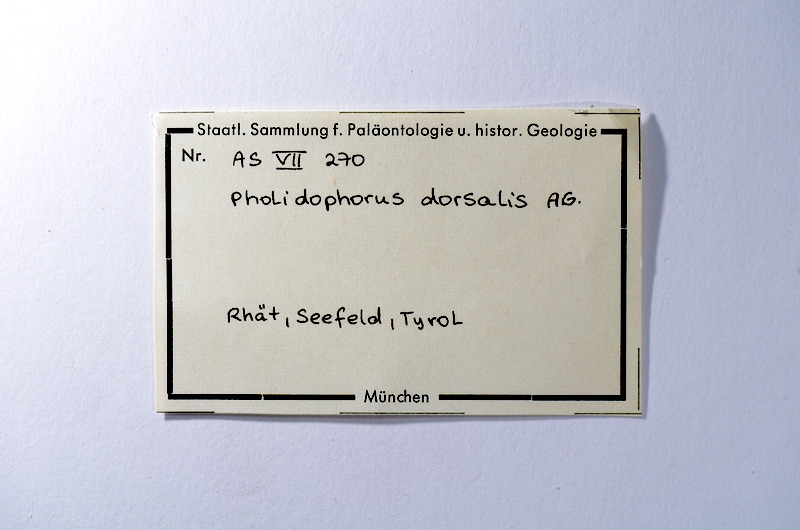 Staatl. Sammlung f. Paläontologie u. histor. Geologie
Nr. AS VII 270
Pholidophorus dorsalis AG.
Rhät, Seefeld, Tyrol
München